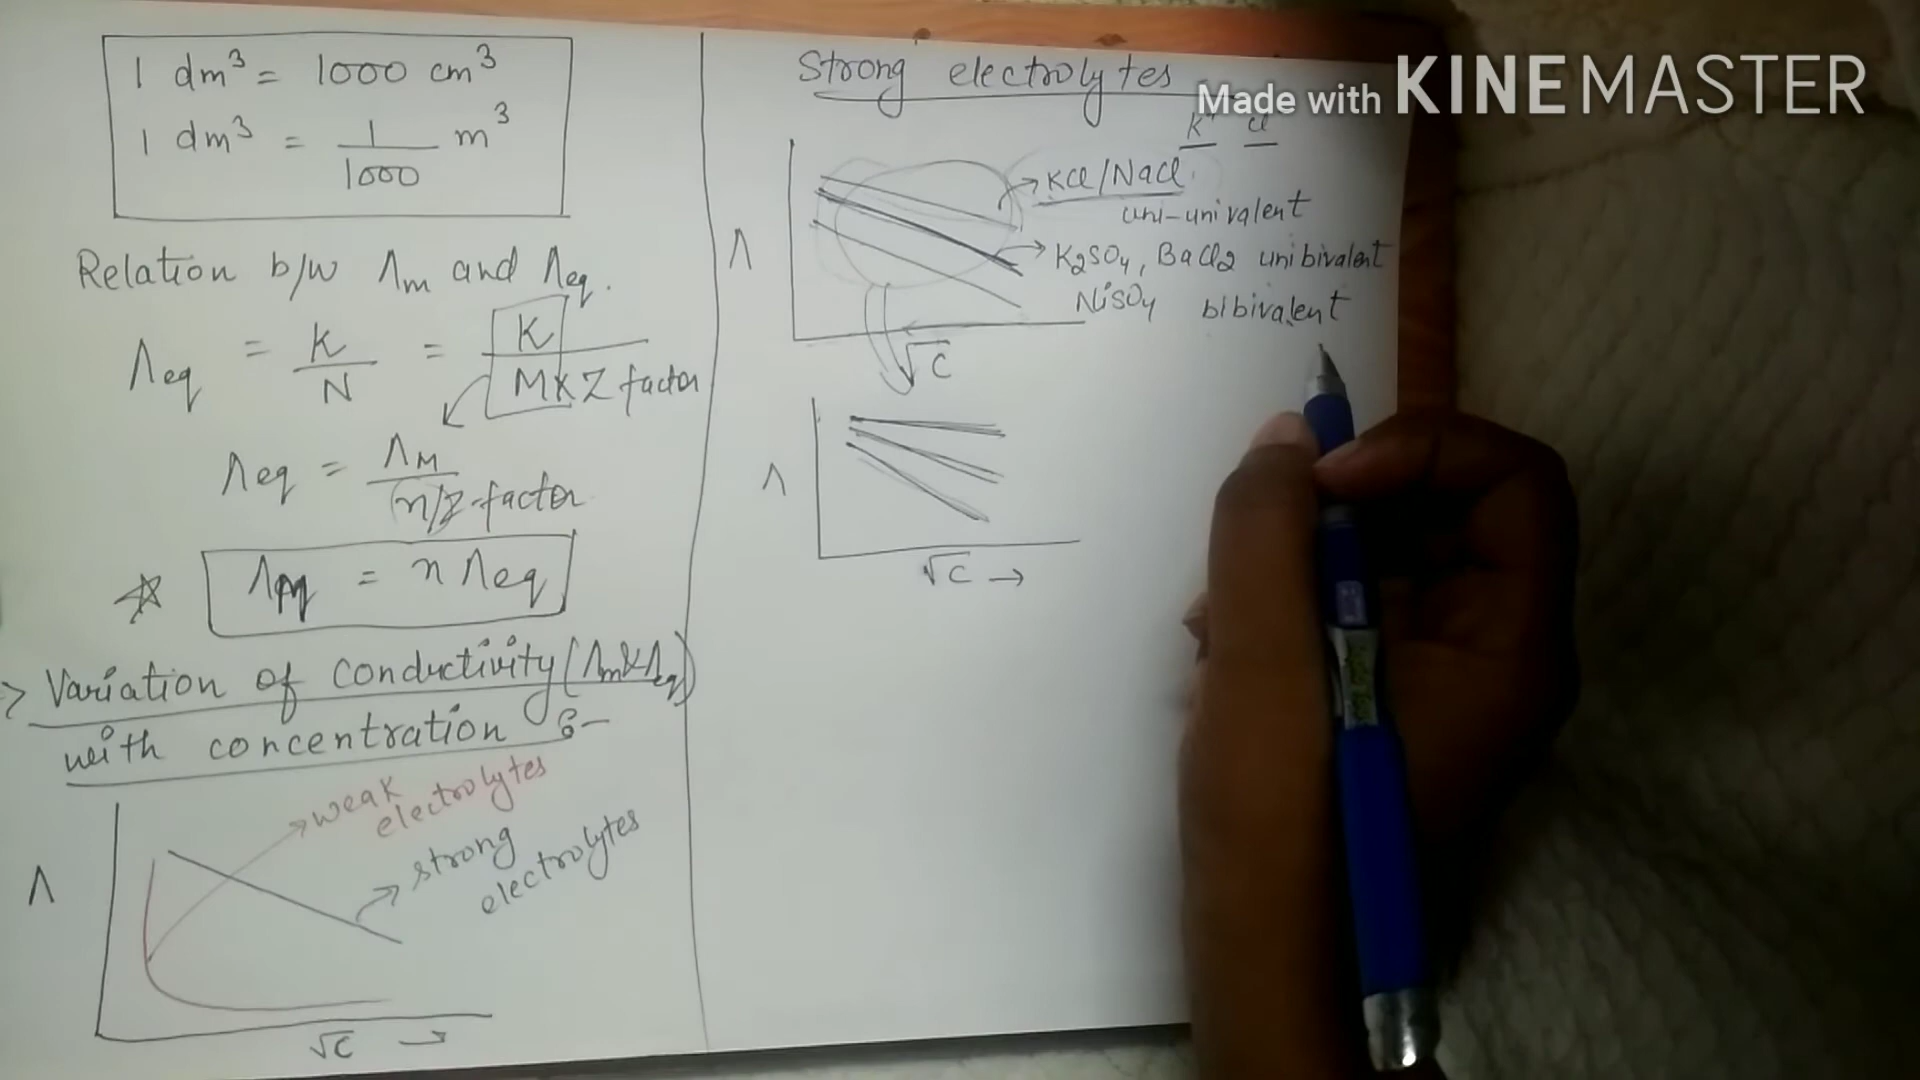 1 dm³ = 1000 cm³
1 dm³ = 1/1000 m³
Relation b/w Λm and Λeq.
Λeq = K/N = K/M×Z factor
Λeq = ΛM/(n/z-factor
Λm = n Λeq
> Variation of conductivity (Λm & Λeq)
with concentration :-
weak
electrolytes
strong
electrolytes
Λ
√C →
Strong electrolytes
Made with KINEMASTER
K⁺ Cl⁻
KCl/NaCl
uni-univalent
Λ
K₂SO₄, BaCl₂ unibivalent
NiSO₄ bibivalent
√C
Λ
√C →